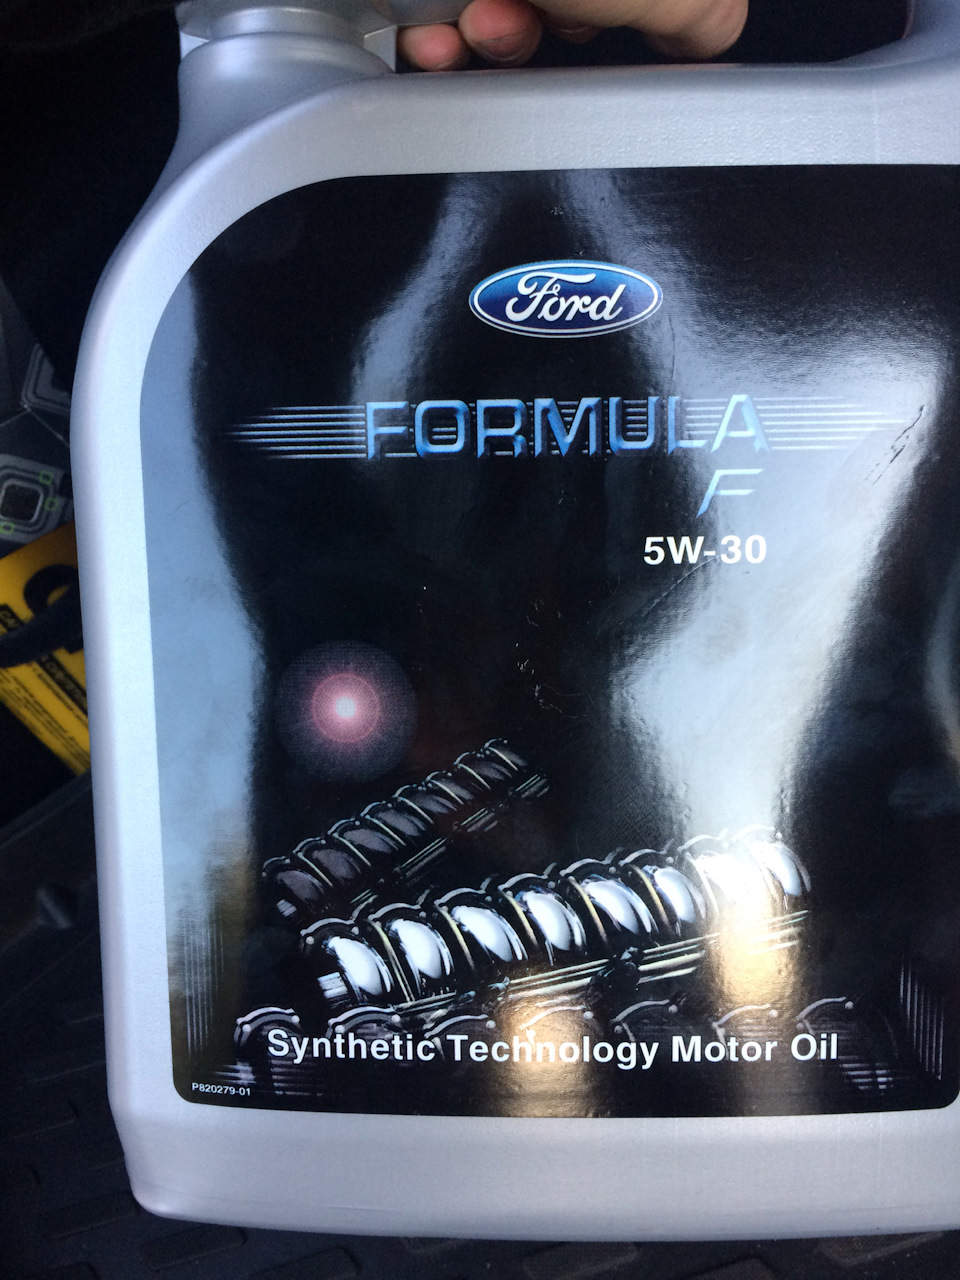 Ford
FORMULA
F
5W-30
Synthetic Technology Motor Oil
P820279-01